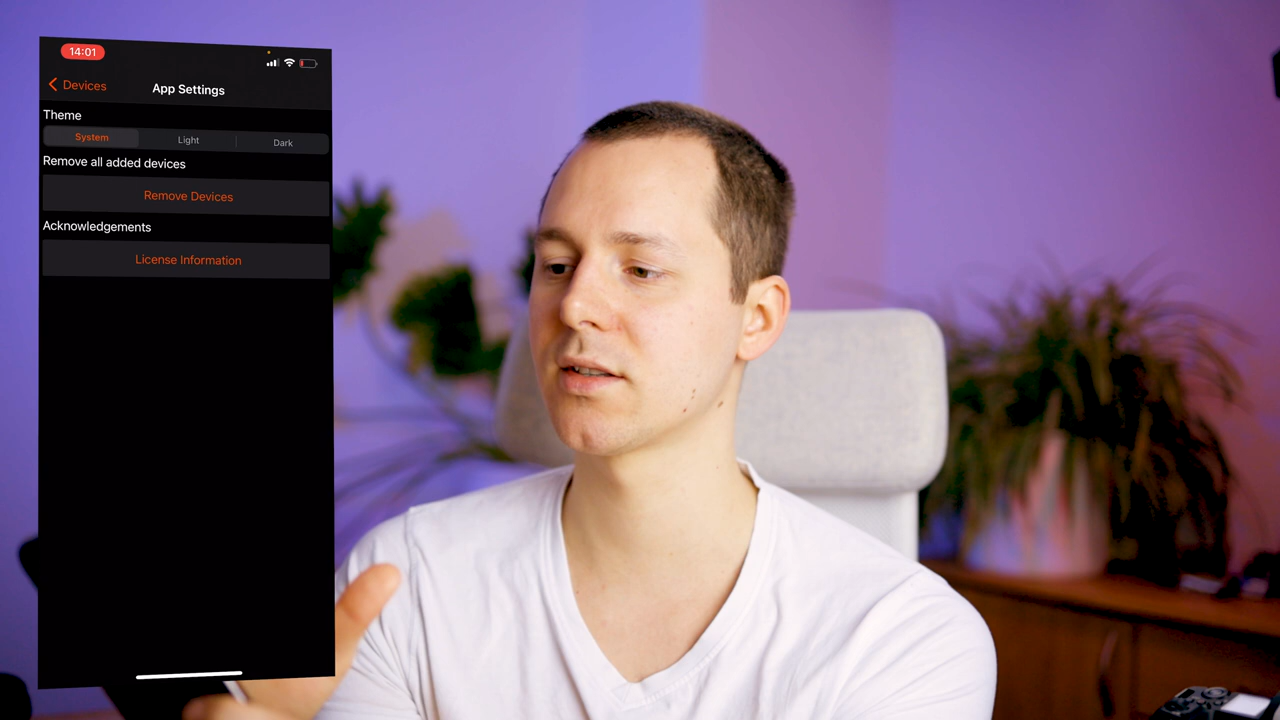 14:01
Devices
App Settings
Theme
System Light Dark
Remove all added devices
Remove Devices
Acknowledgements
License Information